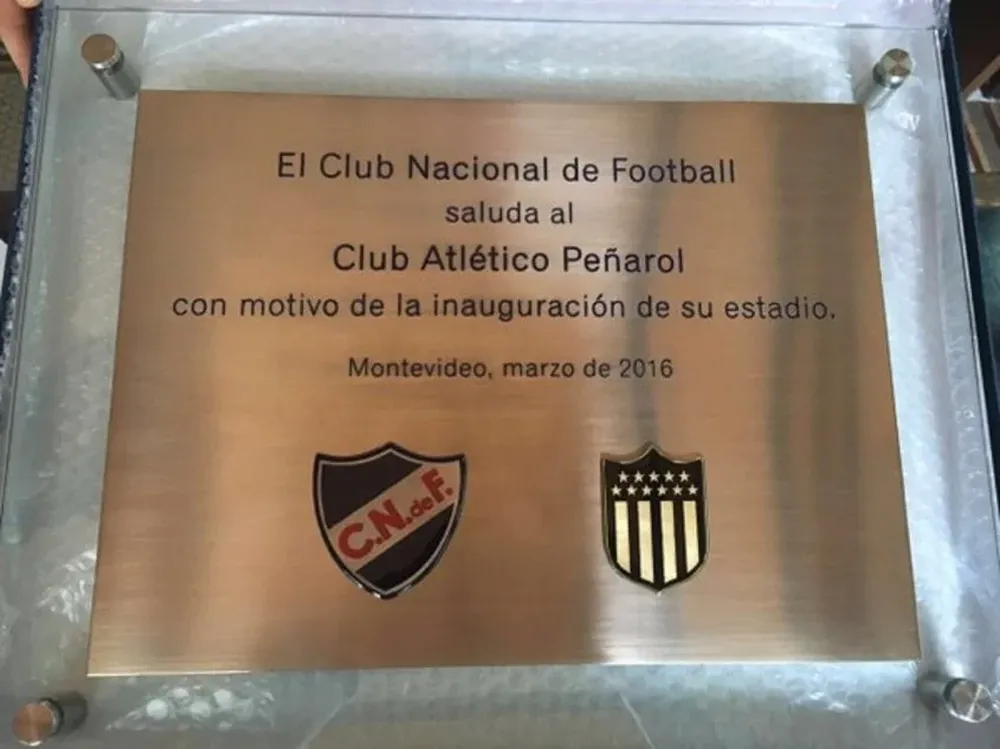 El Club Nacional de Football
saluda al
Club Atlético Peñarol
con motivo de la inauguración de su estadio.
Montevideo, marzo de 2016
C.N.deF.